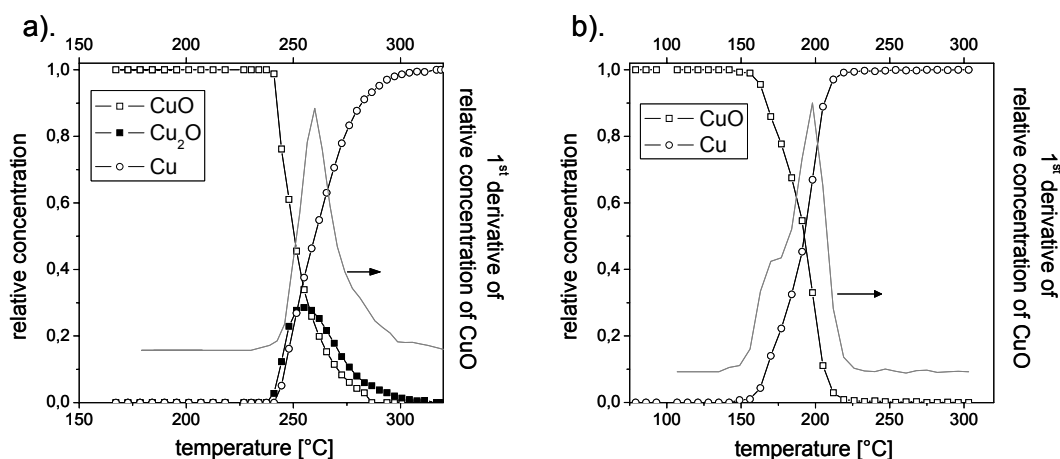 a).
150 200 250 300
1,0
0,8
0,6
0,4
0,2
0,0
150 200 250 300
relative concentration
temperature [°C]
1st derivative of
relative concentration of CuO
CuO
Cu2O
Cu
b).
100 150 200 250 300
1,0
0,8
0,6
0,4
0,2
0,0
100 150 200 250 300
relative concentration
temperature [°C]
1st derivative of
relative concentration of CuO
CuO
Cu